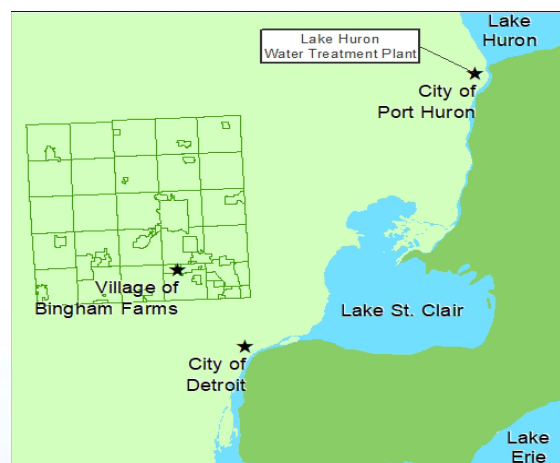 Lake
Huron
Lake Huron
Water Treatment Plant
City of
Port Huron
Village of
Bingham Farms
Lake St. Clair
City of
Detroit
Lake
Erie